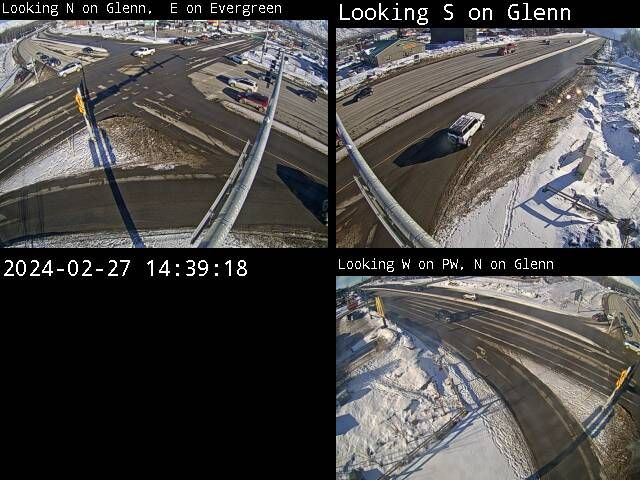 Looking N on Glenn,  E on Evergreen
Looking S on Glenn
2024-02-27 14:39:18
Looking W on PW, N on Glenn